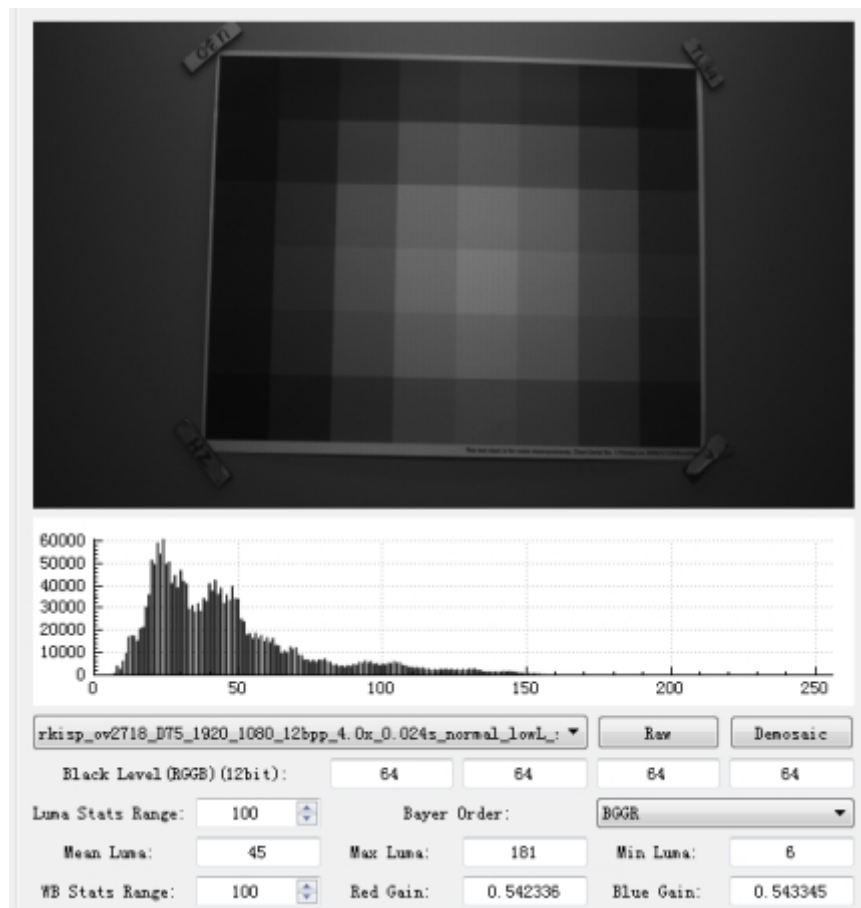 60000
50000
40000
30000
20000
10000
0
0 50 100 150 200 250
rkisp_ov2718_D75_1920_1080_12bpp_4.0x_0.024s_normal_lowL_: Raw Demosaic
Black Level(RGGB)(12bit): 64 64 64 64
Luma Stats Range: 100 Bayer Order: BGGR
Mean Luma: 45 Max Luma: 181 Min Luma: 6
WB Stats Range: 100 Red Gain: 0.542336 Blue Gain: 0.543345